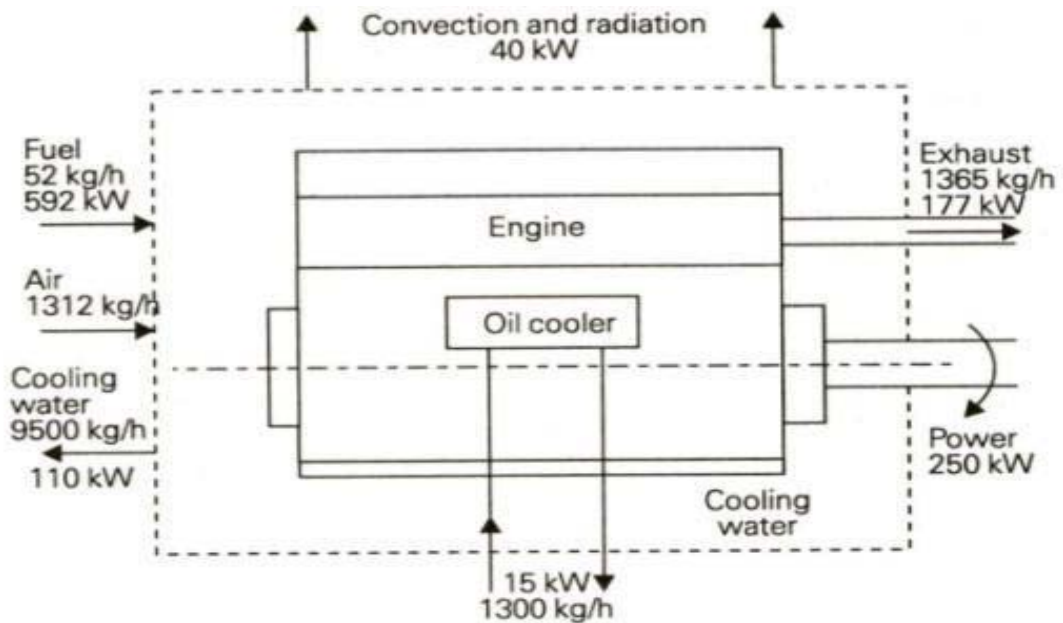 Convection and radiation
40 kW
Fuel
52 kg/h
592 kW
Exhaust
1365 kg/h
177 kW
Engine
Air
1312 kg/h
Oil cooler
Cooling
water
9500 kg/h
110 kW
Power
250 kW
Cooling
water
15 kW
1300 kg/h